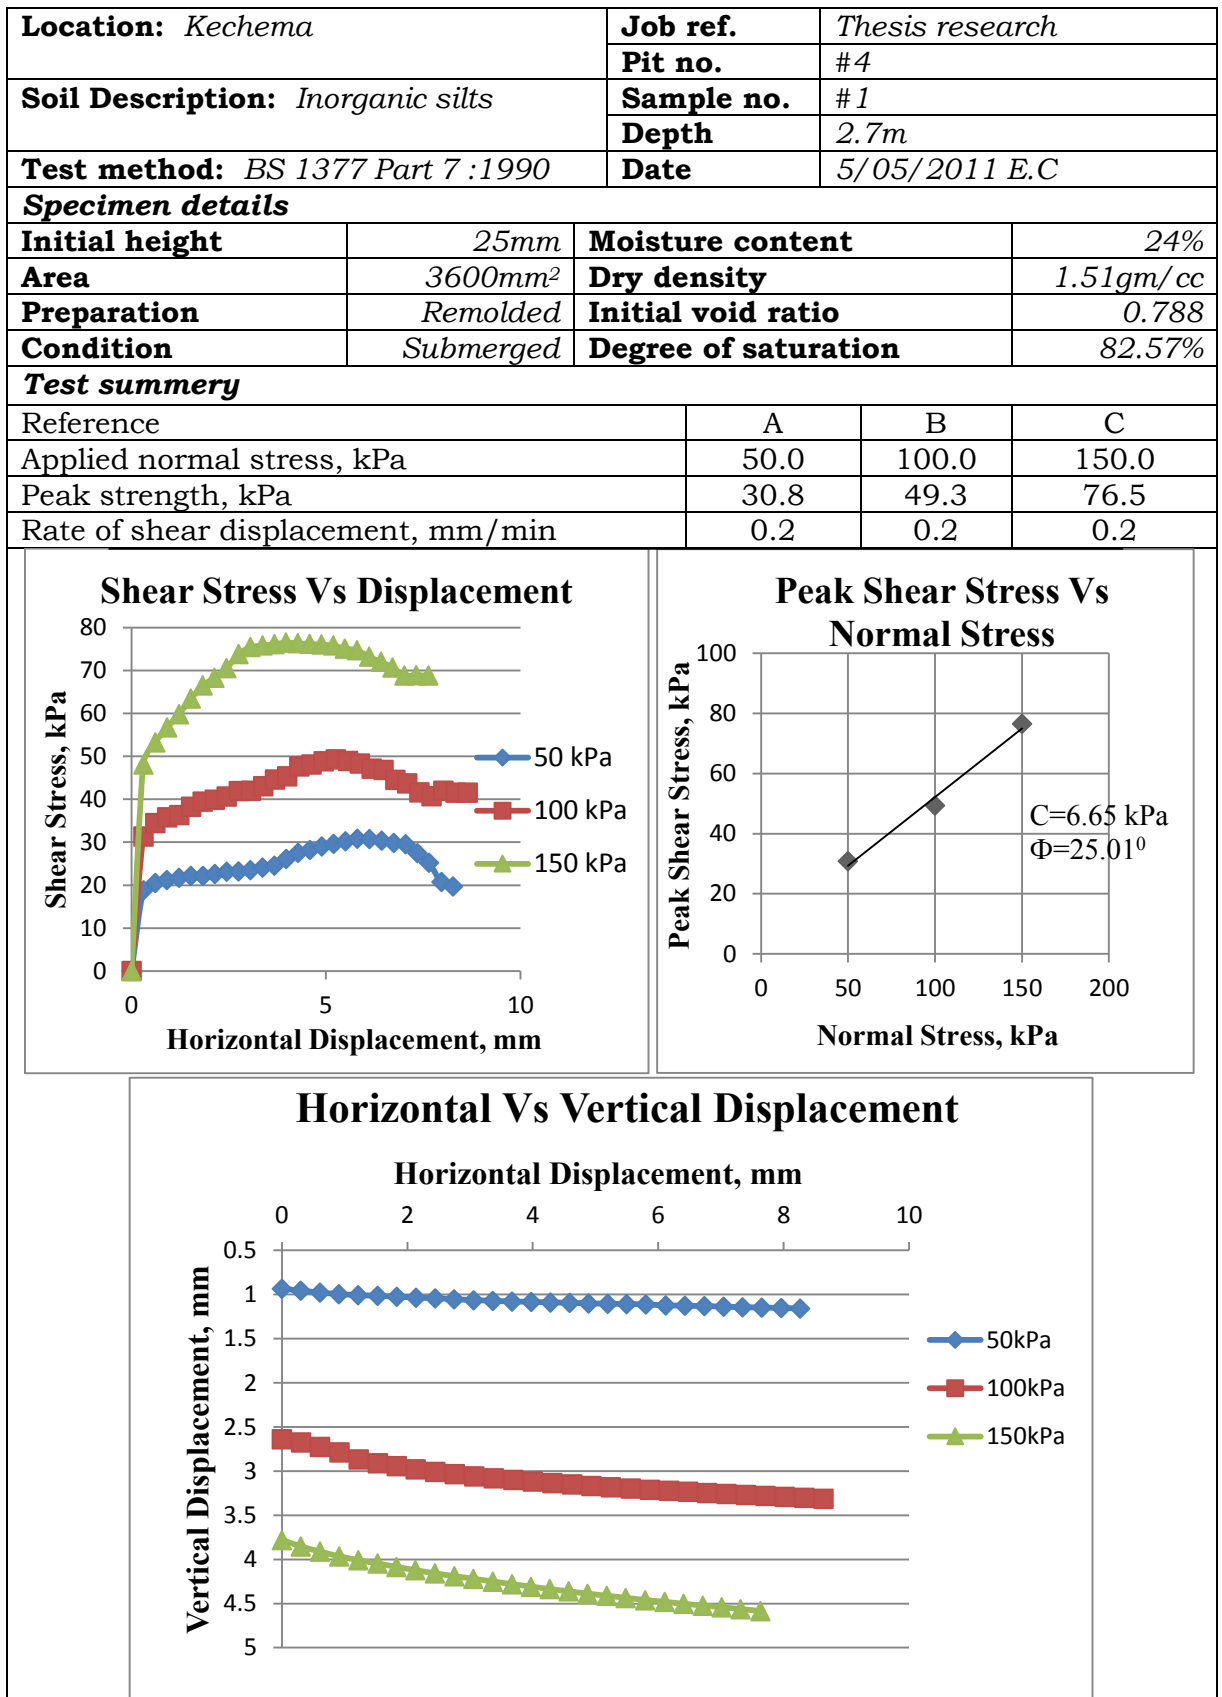 Location: Kechema Job ref. Thesis research
Pit no. #4
Soil Description: Inorganic silts Sample no. #1
Depth 2.7m
Test method: BS 1377 Part 7 :1990 Date 5/05/2011 E.C
Specimen details
Initial height 25mm Moisture content 24%
Area 3600mm² Dry density 1.51gm/cc
Preparation Remolded Initial void ratio 0.788
Condition Submerged Degree of saturation 82.57%
Test summery
Reference A B C
Applied normal stress, kPa 50.0 100.0 150.0
Peak strength, kPa 30.8 49.3 76.5
Rate of shear displacement, mm/min 0.2 0.2 0.2
Shear Stress Vs Displacement
80
70
60
50
40
30
20
10
0
Shear Stress, kPa
0 5 10
Horizontal Displacement, mm
50 kPa
100 kPa
150 kPa
Peak Shear Stress Vs
Normal Stress
100
80
60
40
20
0
Peak Shear Stress, kPa
C=6.65 kPa
Φ=25.01⁰
0 50 100 150 200
Normal Stress, kPa
Horizontal Vs Vertical Displacement
Horizontal Displacement, mm
0 2 4 6 8 10
0.5
1
1.5
2
2.5
3
3.5
4
4.5
5
Vertical Displacement, mm
50kPa
100kPa
150kPa